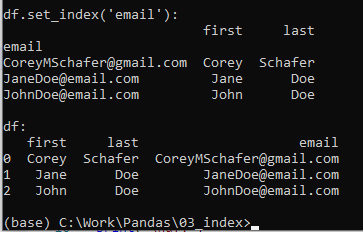 df.set_index('email'):
first last
email
CoreyMSchafer@gmail.com Corey Schafer
JaneDoe@email.com Jane Doe
JohnDoe@email.com John Doe
df:
first last email
0 Corey Schafer CoreyMSchafer@gmail.com
1 Jane Doe JaneDoe@email.com
2 John Doe JohnDoe@email.com
(base) C:\Work\Pandas\03_index>